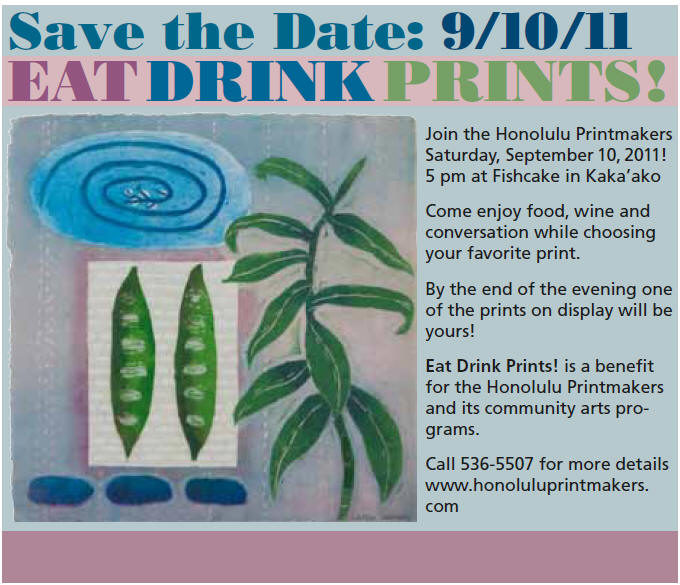 Save the Date: 9/10/11
EAT DRINK PRINTS!
Join the Honolulu Printmakers
Saturday, September 10, 2011!
5 pm at Fishcake in Kaka’ako
Come enjoy food, wine and
conversation while choosing
your favorite print.
By the end of the evening one
of the prints on display will be
yours!
Eat Drink Prints! is a benefit
for the Honolulu Printmakers
and its community arts pro-
grams.
Call 536-5507 for more details
www.honoluluprintmakers.
com